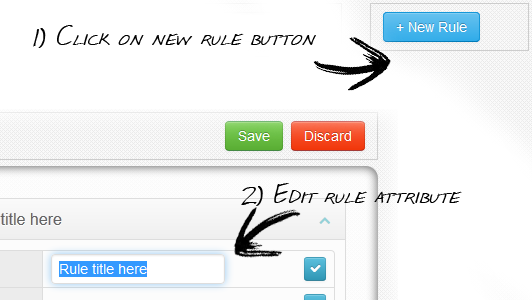 1) Click on new rule button
+ New Rule
Save
Discard
2) Edit rule attribute
title here
Rule title here